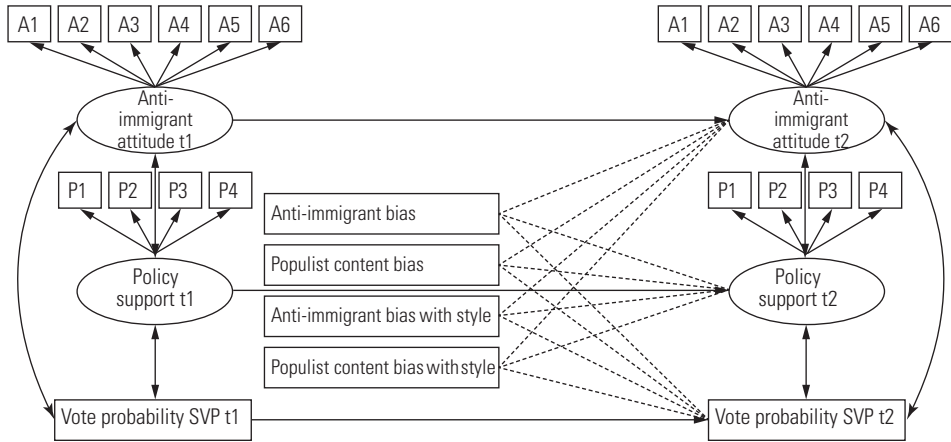 A1 A2 A3 A4 A5 A6 A1 A2 A3 A4 A5 A6
Anti-
immigrant
attitude t1
Anti-
immigrant
attitude t2
P1 P2 P3 P4 P1 P2 P3 P4
Anti-immigrant bias
Populist content bias
Policy
support t1
Policy
support t2
Anti-immigrant bias with style
Populist content bias with style
Vote probability SVP t1 Vote probability SVP t2